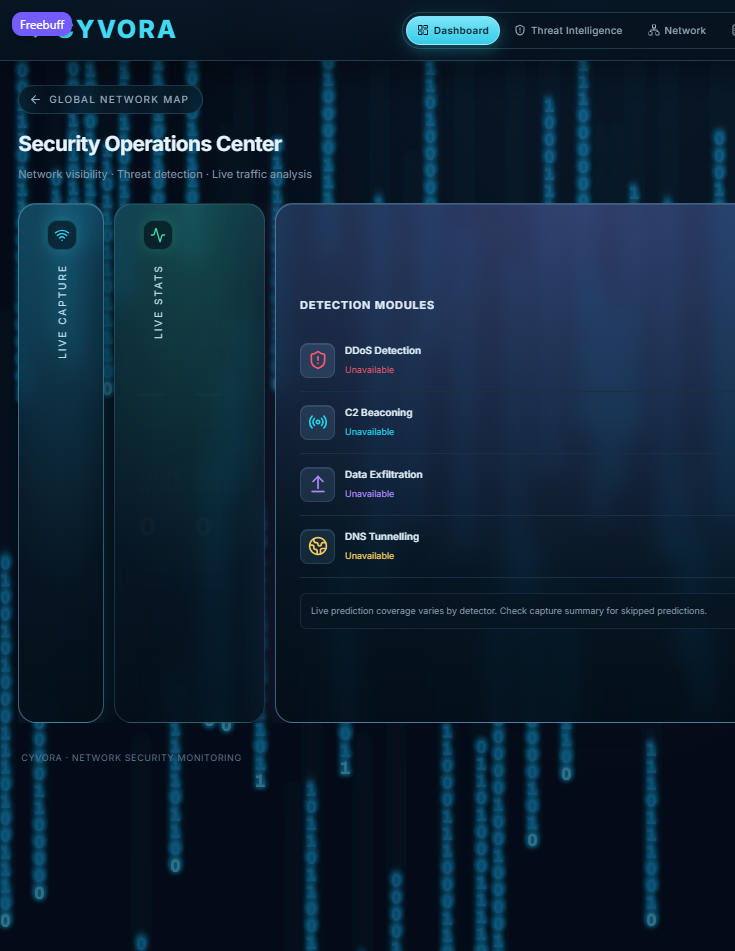 Freebuff
CYVORA
Dashboard
Threat Intelligence
Network
GLOBAL NETWORK MAP
Security Operations Center
Network visibility · Threat detection · Live traffic analysis
LIVE CAPTURE
LIVE STATS
DETECTION MODULES
DDoS Detection
Unavailable
C2 Beaconing
Unavailable
Data Exfiltration
Unavailable
DNS Tunnelling
Unavailable
Live prediction coverage varies by detector. Check capture summary for skipped predictions.
CYVORA · NETWORK SECURITY MONITORING